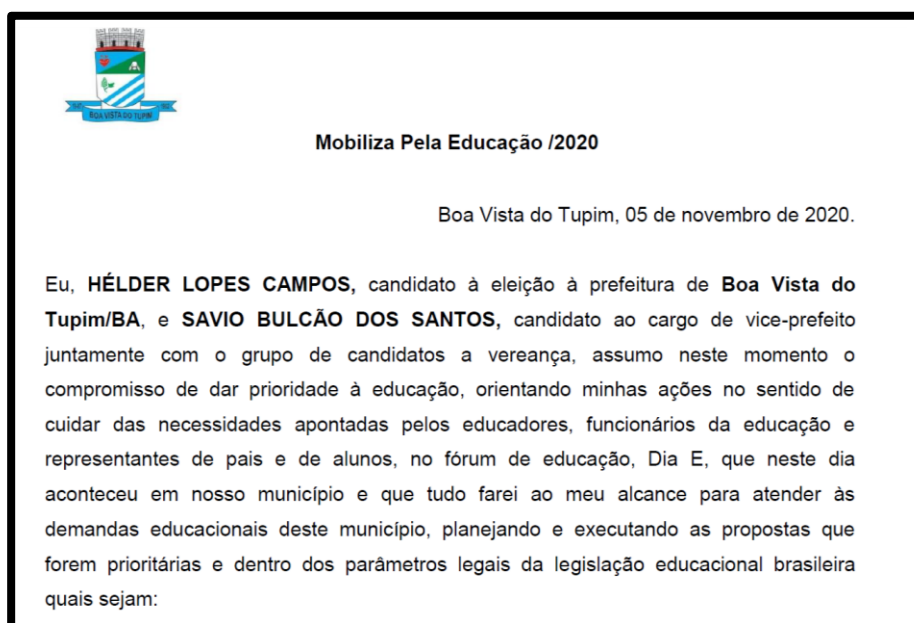 BOA VISTA DO TUPIM
Mobiliza Pela Educação /2020
Boa Vista do Tupim, 05 de novembro de 2020.
Eu, HÉLDER LOPES CAMPOS, candidato à eleição à prefeitura de Boa Vista do
Tupim/BA, e SAVIO BULCÃO DOS SANTOS, candidato ao cargo de vice-prefeito
juntamente com o grupo de candidatos a vereança, assumo neste momento o
compromisso de dar prioridade à educação, orientando minhas ações no sentido de
cuidar das necessidades apontadas pelos educadores, funcionários da educação e
representantes de pais e de alunos, no fórum de educação, Dia E, que neste dia
aconteceu em nosso município e que tudo farei ao meu alcance para atender às
demandas educacionais deste município, planejando e executando as propostas que
forem prioritárias e dentro dos parâmetros legais da legislação educacional brasileira
quais sejam: